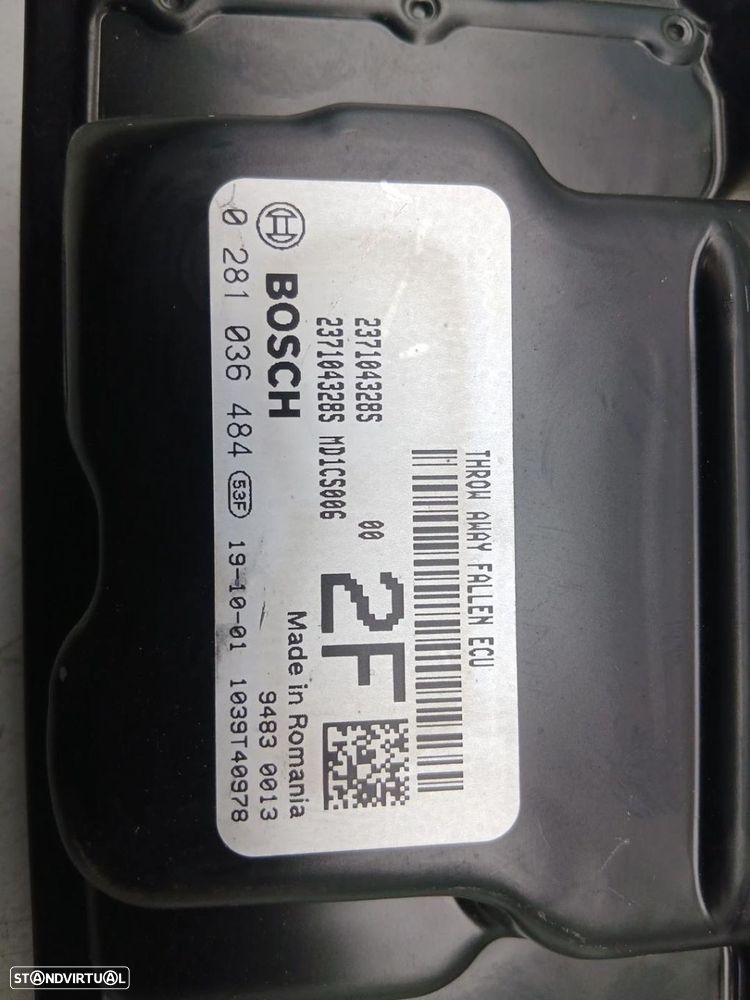 THROW AWAY FALLEN ECU
237104328S 00
237104328S MD1CS006
2F
BOSCH
Made in Romania
9483 0013
0 281 036 484 53F 19-10-01 1039T40978
STANDVIRTUAL